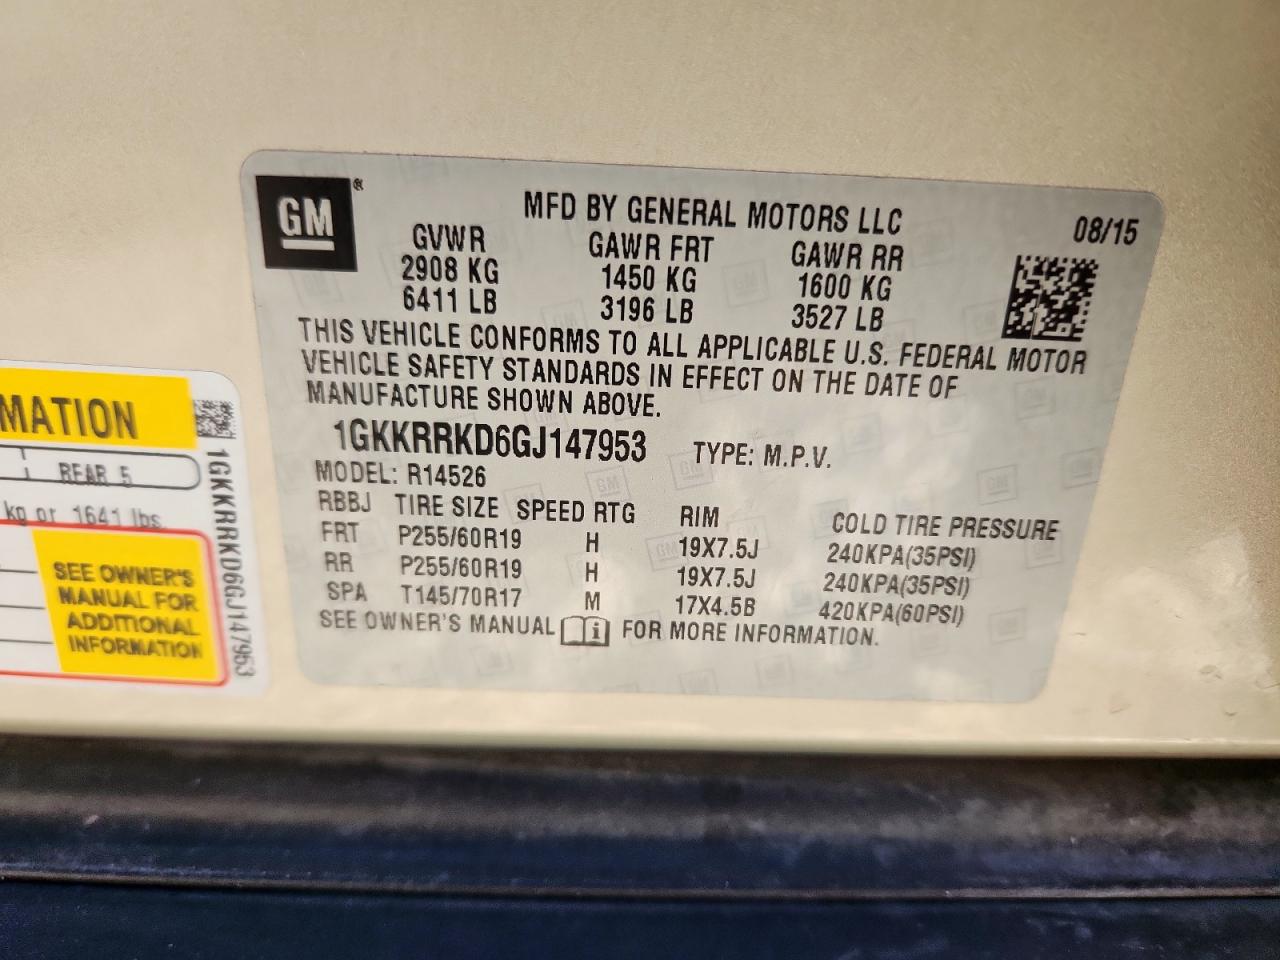 GM®
MFD BY GENERAL MOTORS LLC 08/15
GVWR GAWR FRT GAWR RR
2908 KG 1450 KG 1600 KG
6411 LB 3196 LB 3527 LB
THIS VEHICLE CONFORMS TO ALL APPLICABLE U.S. FEDERAL MOTOR
VEHICLE SAFETY STANDARDS IN EFFECT ON THE DATE OF
MANUFACTURE SHOWN ABOVE.
1GKKRRKD6GJ147953 TYPE: M.P.V.
MODEL: R14526
RBBJ TIRE SIZE SPEED RTG RIM COLD TIRE PRESSURE
FRT P255/60R19 H 19X7.5J 240KPA(35PSI)
RR P255/60R19 H 19X7.5J 240KPA(35PSI)
SPA T145/70R17 M 17X4.5B 420KPA(60PSI)
SEE OWNER'S MANUAL FOR MORE INFORMATION.
MATION
REAR 5
kg or 1641 lbs.
SEE OWNER'S
MANUAL FOR
ADDITIONAL
INFORMATION
1GKKRRKD6GJ147953